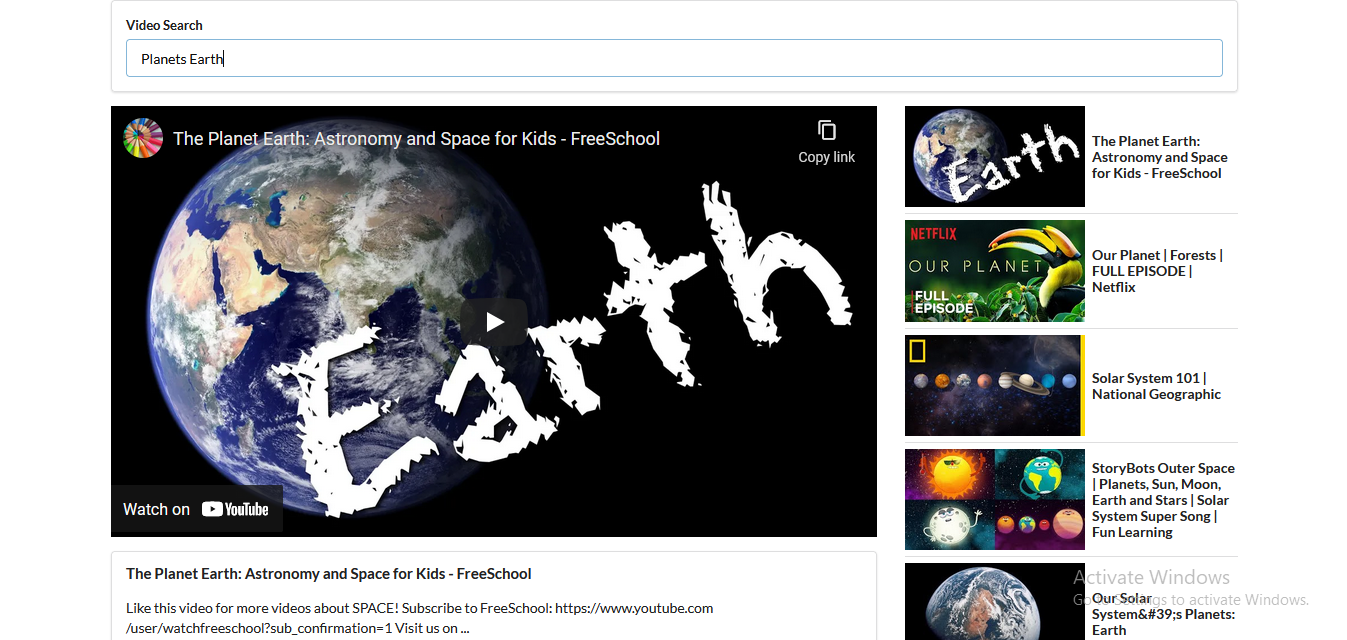 Video Search
Planets Earth
The Planet Earth: Astronomy and Space for Kids - FreeSchool
Copy link
Earth
Watch on YouTube
The Planet Earth: Astronomy and Space for Kids - FreeSchool
Like this video for more videos about SPACE! Subscribe to FreeSchool: https://www.youtube.com
/user/watchfreeschool?sub_confirmation=1 Visit us on ...
Earth
The Planet Earth:
Astronomy and Space
for Kids - FreeSchool
NETFLIX
OUR PLANET
FULL
EPISODE
Our Planet | Forests |
FULL EPISODE |
Netflix
Solar System 101 |
National Geographic
StoryBots Outer Space
| Planets, Sun, Moon,
Earth and Stars | Solar
System Super Song |
Fun Learning
Our Solar
System&#39;s Planets:
Earth
Activate Windows
Go to Settings to activate Windows.